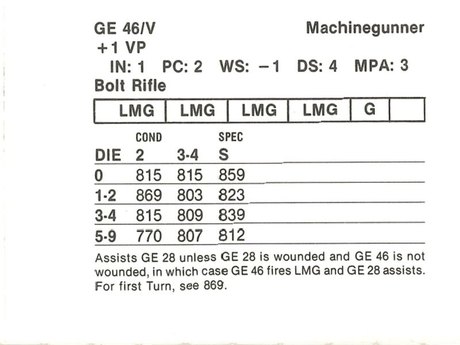 GE 46/V Machinegunner
+1 VP
IN: 1 PC: 2 WS: −1 DS: 4 MPA: 3
Bolt Rifle
LMG LMG LMG LMG G
COND SPEC
DIE 2 3-4 S
0 815 815 859
1-2 869 803 823
3-4 815 809 839
5-9 770 807 812
Assists GE 28 unless GE 28 is wounded and GE 46 is not
wounded, in which case GE 46 fires LMG and GE 28 assists.
For first Turn, see 869.